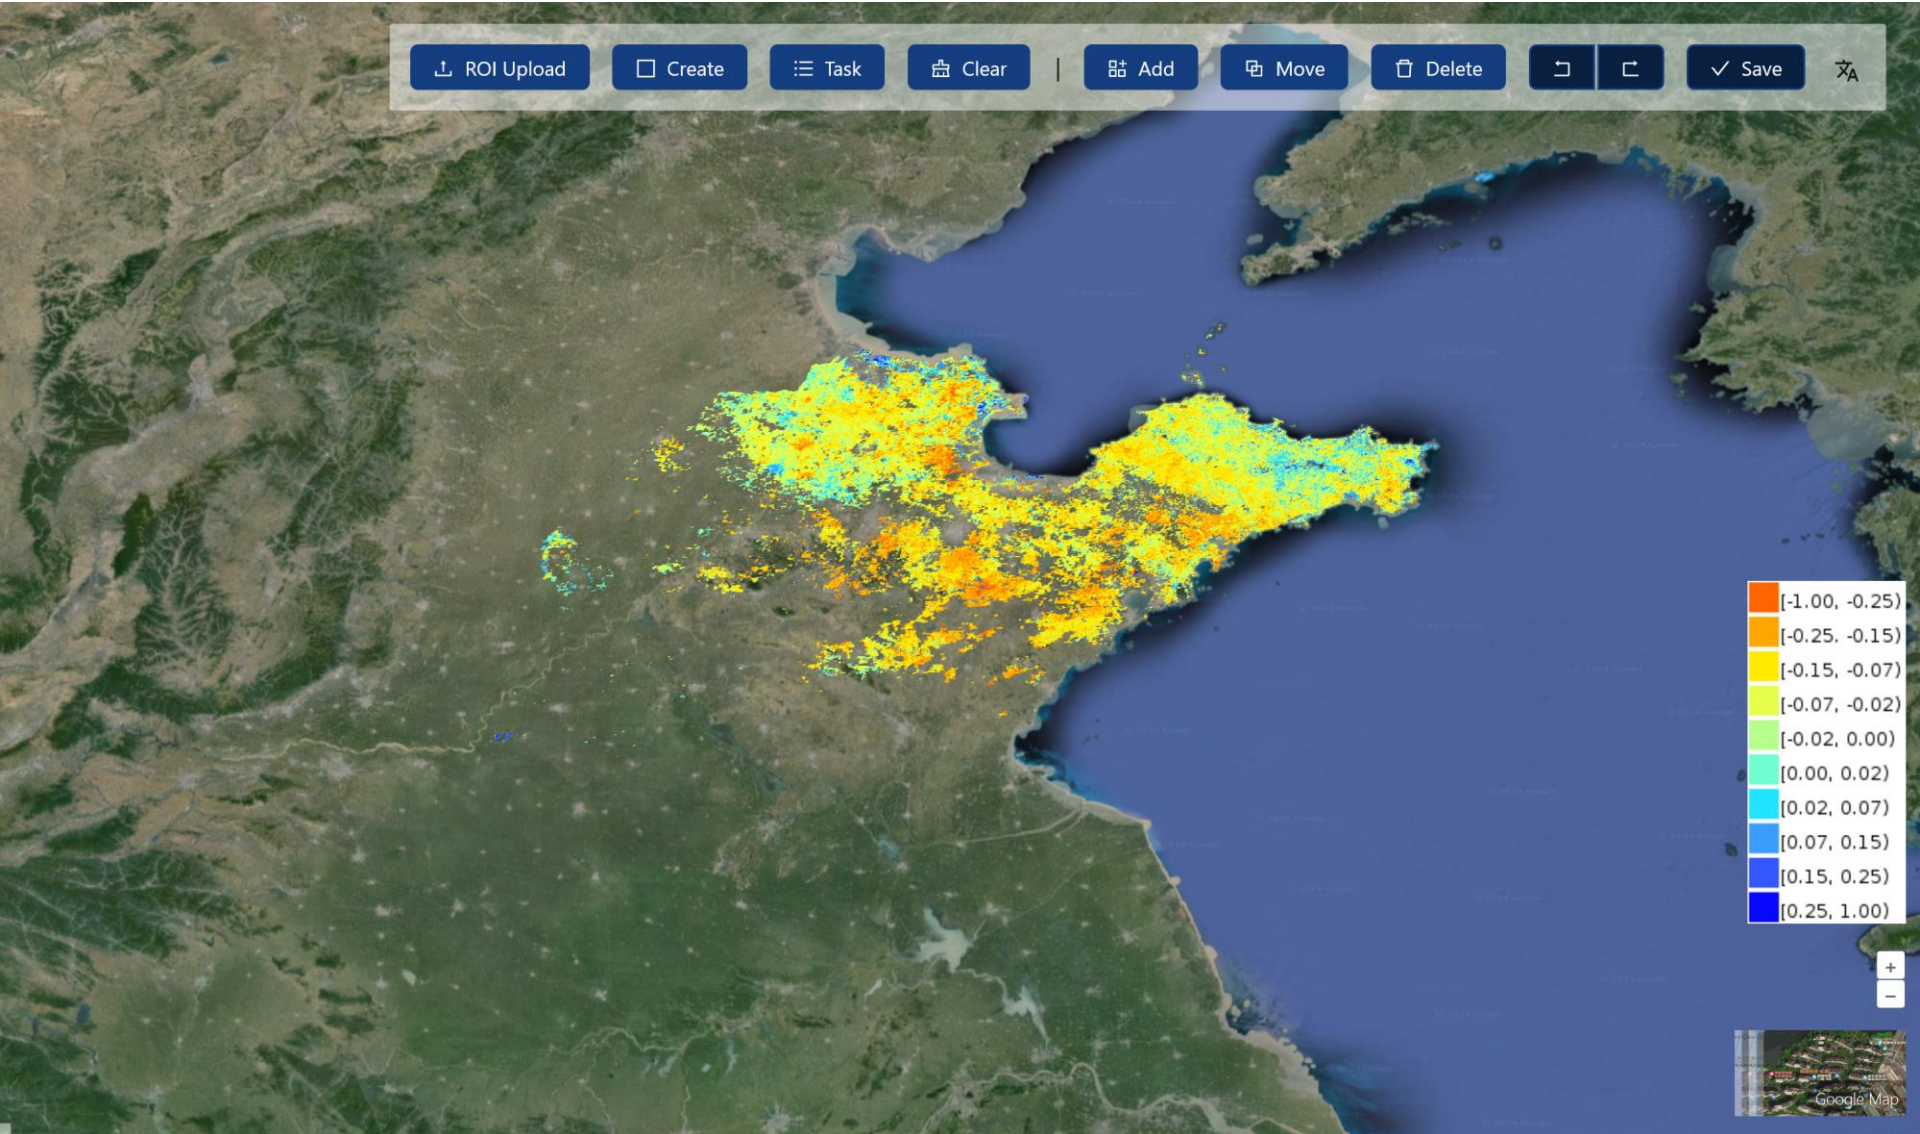 ROI Upload
Create
Task
Clear
|
Add
Move
Delete
Save
文A
[-1.00, -0.25)
[-0.25. -0.15)
[-0.15, -0.07)
[-0.07, -0.02)
[-0.02, 0.00)
[0.00, 0.02)
[0.02, 0.07)
[0.07, 0.15)
[0.15, 0.25)
[0.25, 1.00)
+
−
Google Map